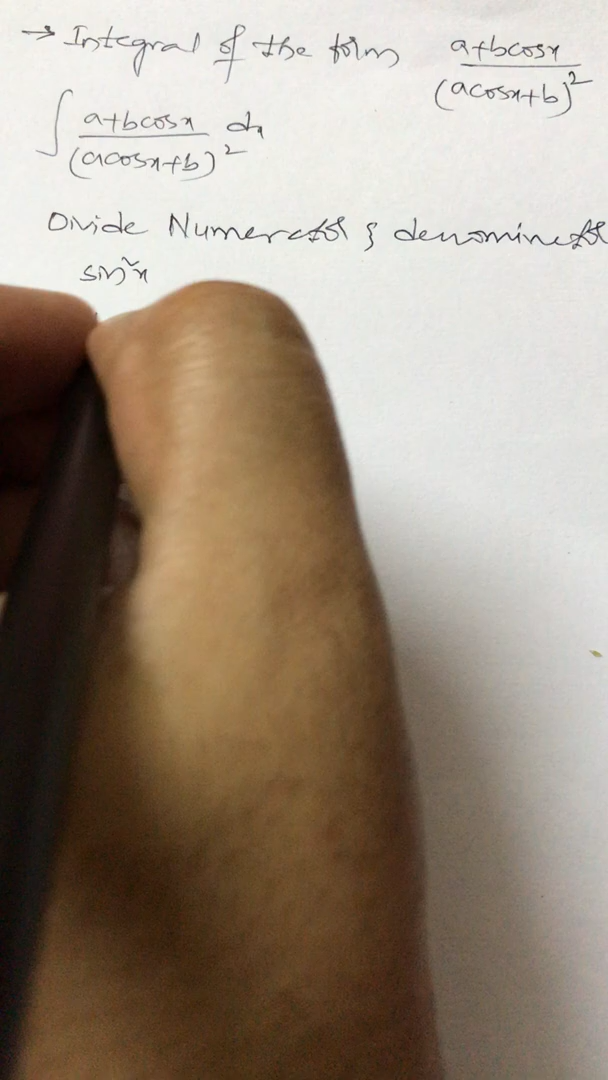 → Integral of the form a+bcosx / (acosx+b)²
∫ a+bcosx / (acosx+b)² dx
Divide Numerator & denominator
sin²x